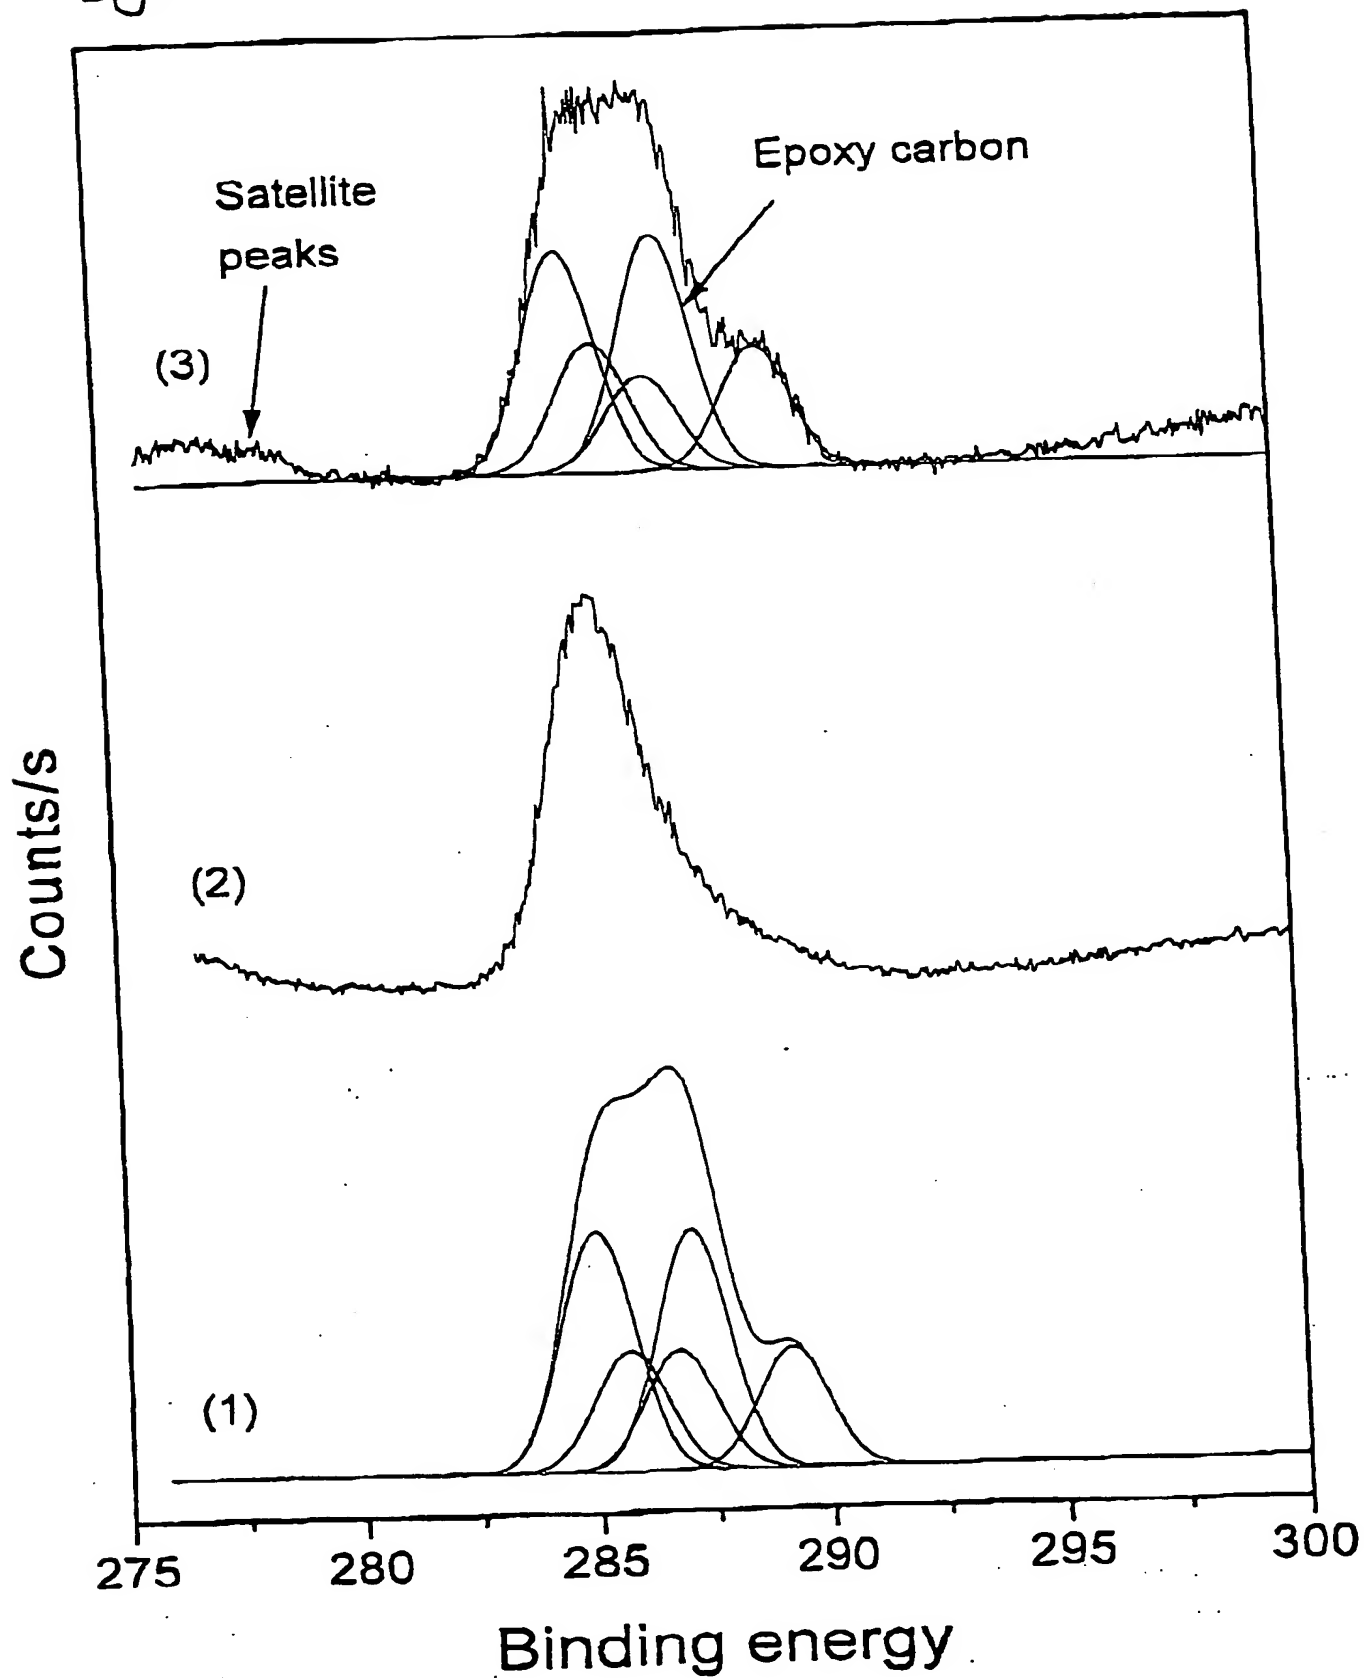 Satellite
peaks
Epoxy carbon
(3)
(2)
(1)
Counts/s
275 280 285 290 295 300
Binding energy